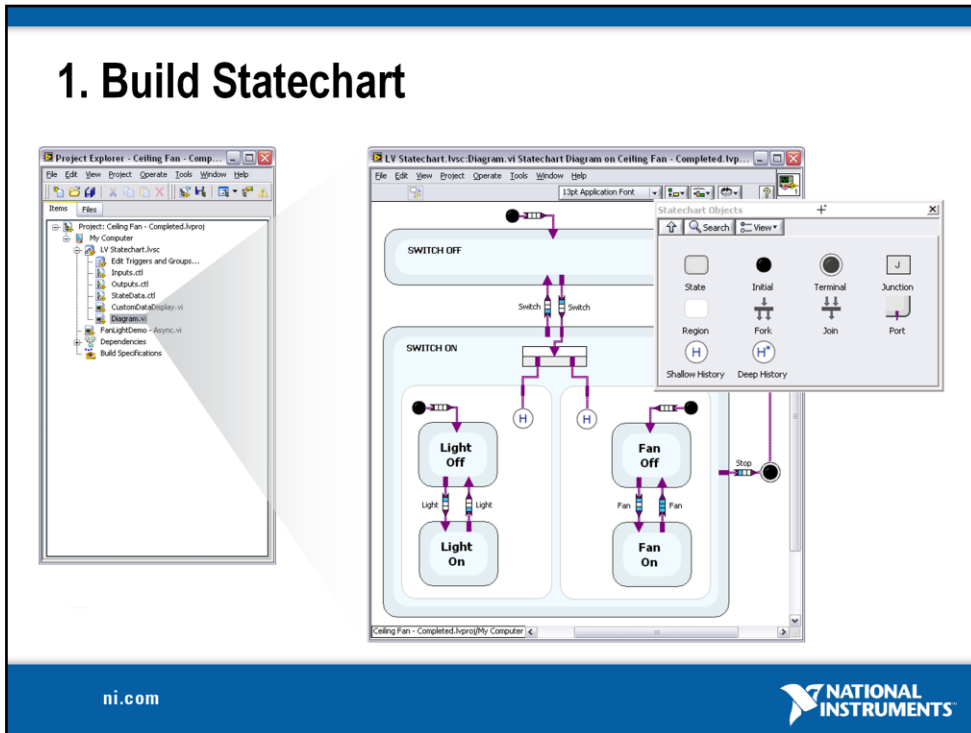 1. Build Statechart
Project Explorer - Ceiling Fan - Comp...
File Edit View Project Operate Tools Window Help
Items Files
Project: Ceiling Fan - Completed.lvproj
My Computer
LV Statechart.lvsc
Edit Triggers and Groups...
Inputs.ctl
Outputs.ctl
StateData.ctl
CustomDataDisplay.vi
Diagram.vi
FanLightDemo - Async.vi
Dependencies
Build Specifications
LV Statechart.lvsc:Diagram.vi Statechart Diagram on Ceiling Fan - Completed.lvp...
File Edit View Project Operate Tools Window Help
13pt Application Font
1
SWITCH OFF
Switch Switch
SWITCH ON
H H
Light Off
Light Light
Light On
Fan Off
Fan Fan
Fan On
Stop
Ceiling Fan - Completed.lvproj/My Computer
Statechart Objects
Search View
State Initial Terminal Junction
J
Region Fork Join Port
H H*
Shallow History Deep History
ni.com
NATIONAL
INSTRUMENTS